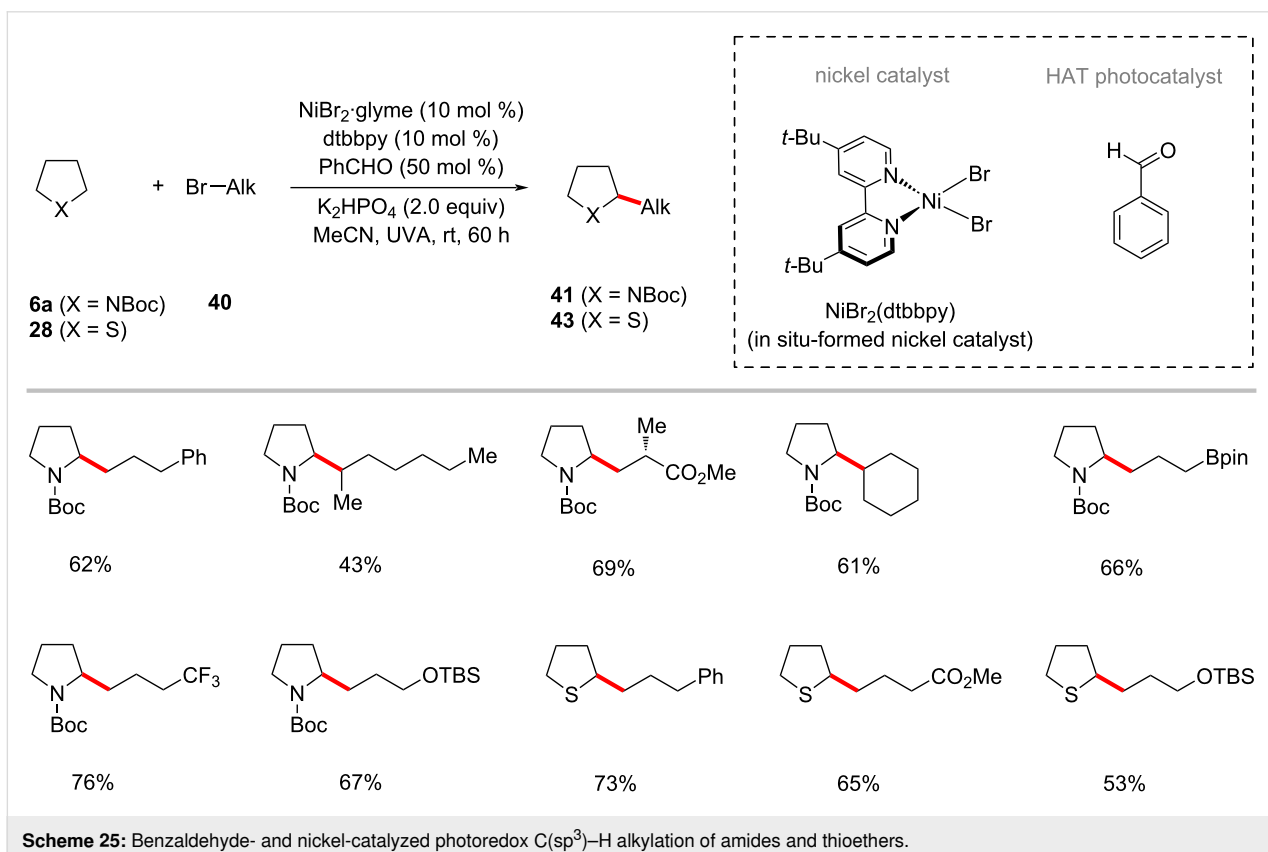 NiBr2·glyme (10 mol %)
dtbbpy (10 mol %)
PhCHO (50 mol %)
K2HPO4 (2.0 equiv)
MeCN, UVA, rt, 60 h
X
+
Br Alk
X
Alk
6a (X = NBoc)
28 (X = S)
40
41 (X = NBoc)
43 (X = S)
nickel catalyst
HAT photocatalyst
t-Bu
N
Br
Ni
N
Br
t-Bu
H
O
NiBr2(dtbbpy)
(in situ-formed nickel catalyst)
N
Boc
Ph
62%
N
Boc
Me
Me
43%
N
Boc
Me
CO2Me
69%
N
Boc
61%
N
Boc
Bpin
66%
N
Boc
CF3
76%
N
Boc
OTBS
67%
S
Ph
73%
S
CO2Me
65%
S
OTBS
53%
Scheme 25: Benzaldehyde- and nickel-catalyzed photoredox C(sp3)–H alkylation of amides and thioethers.